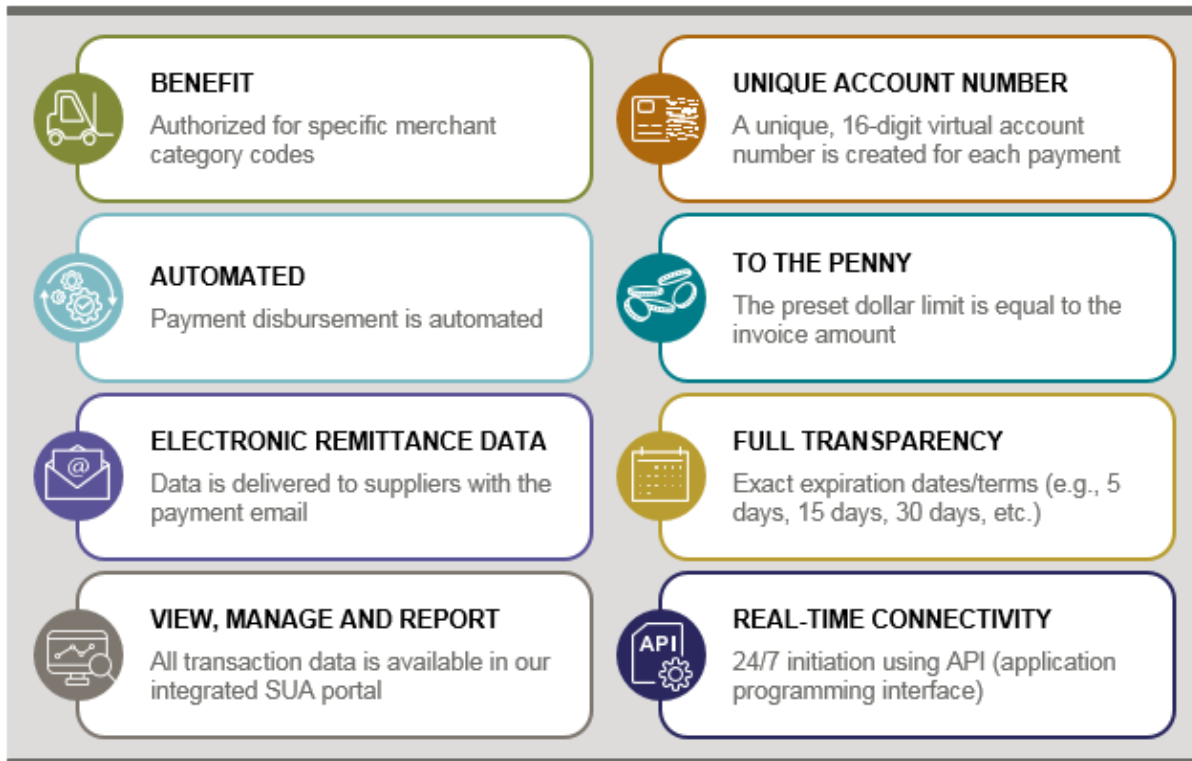 BENEFIT
Authorized for specific merchant
category codes
UNIQUE ACCOUNT NUMBER
A unique, 16-digit virtual account
number is created for each payment
AUTOMATED
Payment disbursement is automated
TO THE PENNY
The preset dollar limit is equal to the
invoice amount
@
ELECTRONIC REMITTANCE DATA
Data is delivered to suppliers with the
payment email
FULL TRANSPARENCY
Exact expiration dates/terms (e.g., 5
days, 15 days, 30 days, etc.)
VIEW, MANAGE AND REPORT
All transaction data is available in our
integrated SUA portal
API
REAL-TIME CONNECTIVITY
24/7 initiation using API (application
programming interface)